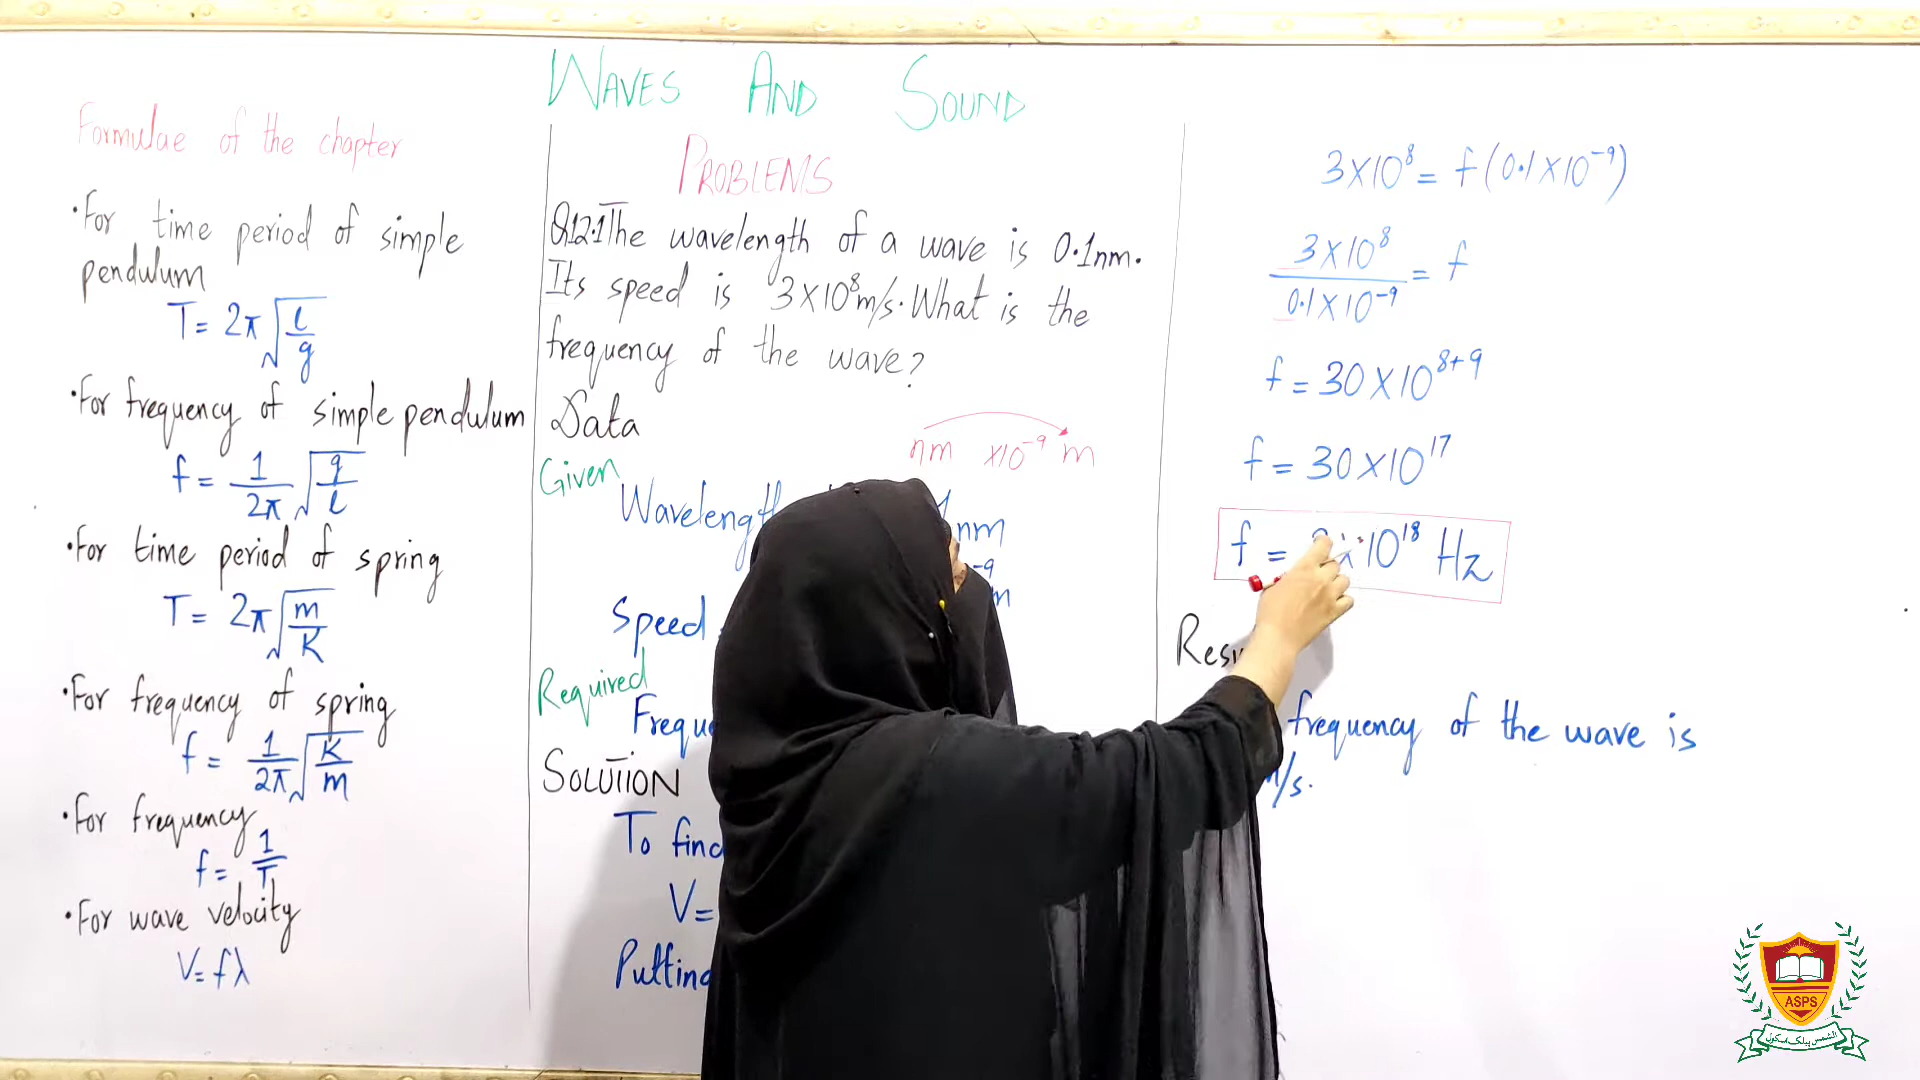 WAVES AND SOUND
Formulae of the chapter
·For time period of simple
pendulum
T = 2π√(l/g)
·For frequency of simple pendulum
f = 1/2π √(g/l)
·For time period of spring
T = 2π√(m/K)
·For frequency of spring
f = 1/2π √(K/m)
·For frequency
f = 1/T
·For wave velocity
V = fλ
PROBLEMS
Q12.1 The wavelength of a wave is 0.1nm.
Its speed is 3×10⁸m/s. What is the
frequency of the wave?
Data
nm ×10⁻⁹ m
Given
Wavelength 1nm
⁻⁹
m
Speed
Required
SOLUTION
To find
V=
Putting
3×10⁸ = f(0.1×10⁻⁹)
3×10⁸/0.1×10⁻⁹ = f
f = 30×10⁸⁺⁹
f = 30×10¹⁷
f = ×10¹⁸ Hz
frequency of the wave is
m/s.
ASPS